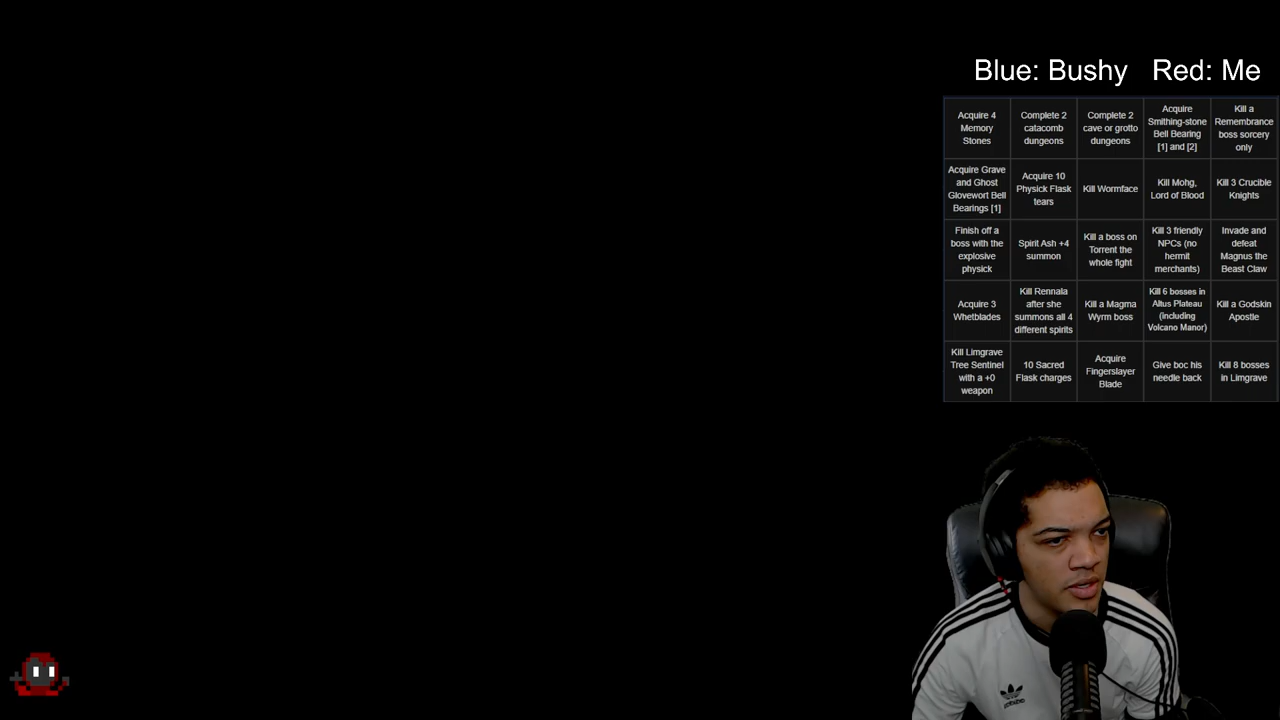 Blue: Bushy Red: Me
Acquire 4
Memory
Stones
Complete 2
catacomb
dungeons
Complete 2
cave or grotto
dungeons
Acquire
Smithing-stone
Bell Bearing
[1] and [2]
Kill a
Remembrance
boss sorcery
only
Acquire Grave
and Ghost
Glovewort Bell
Bearings [1]
Acquire 10
Physick Flask
tears
Kill Wormface
Kill Mohg,
Lord of Blood
Kill 3 Crucible
Knights
Finish off a
boss with the
explosive
physick
Spirit Ash +4
summon
Kill a boss on
Torrent the
whole fight
Kill 3 friendly
NPCs (no
hermit
merchants)
Invade and
defeat
Magnus the
Beast Claw
Acquire 3
Whetblades
Kill Rennala
after she
summons all 4
different spirits
Kill a Magma
Wyrm boss
Kill 6 bosses in
Altus Plateau
(including
Volcano Manor)
Kill a Godskin
Apostle
Kill Limgrave
Tree Sentinel
with a +0
weapon
10 Sacred
Flask charges
Acquire
Fingerslayer
Blade
Give boc his
needle back
Kill 8 bosses
in Limgrave